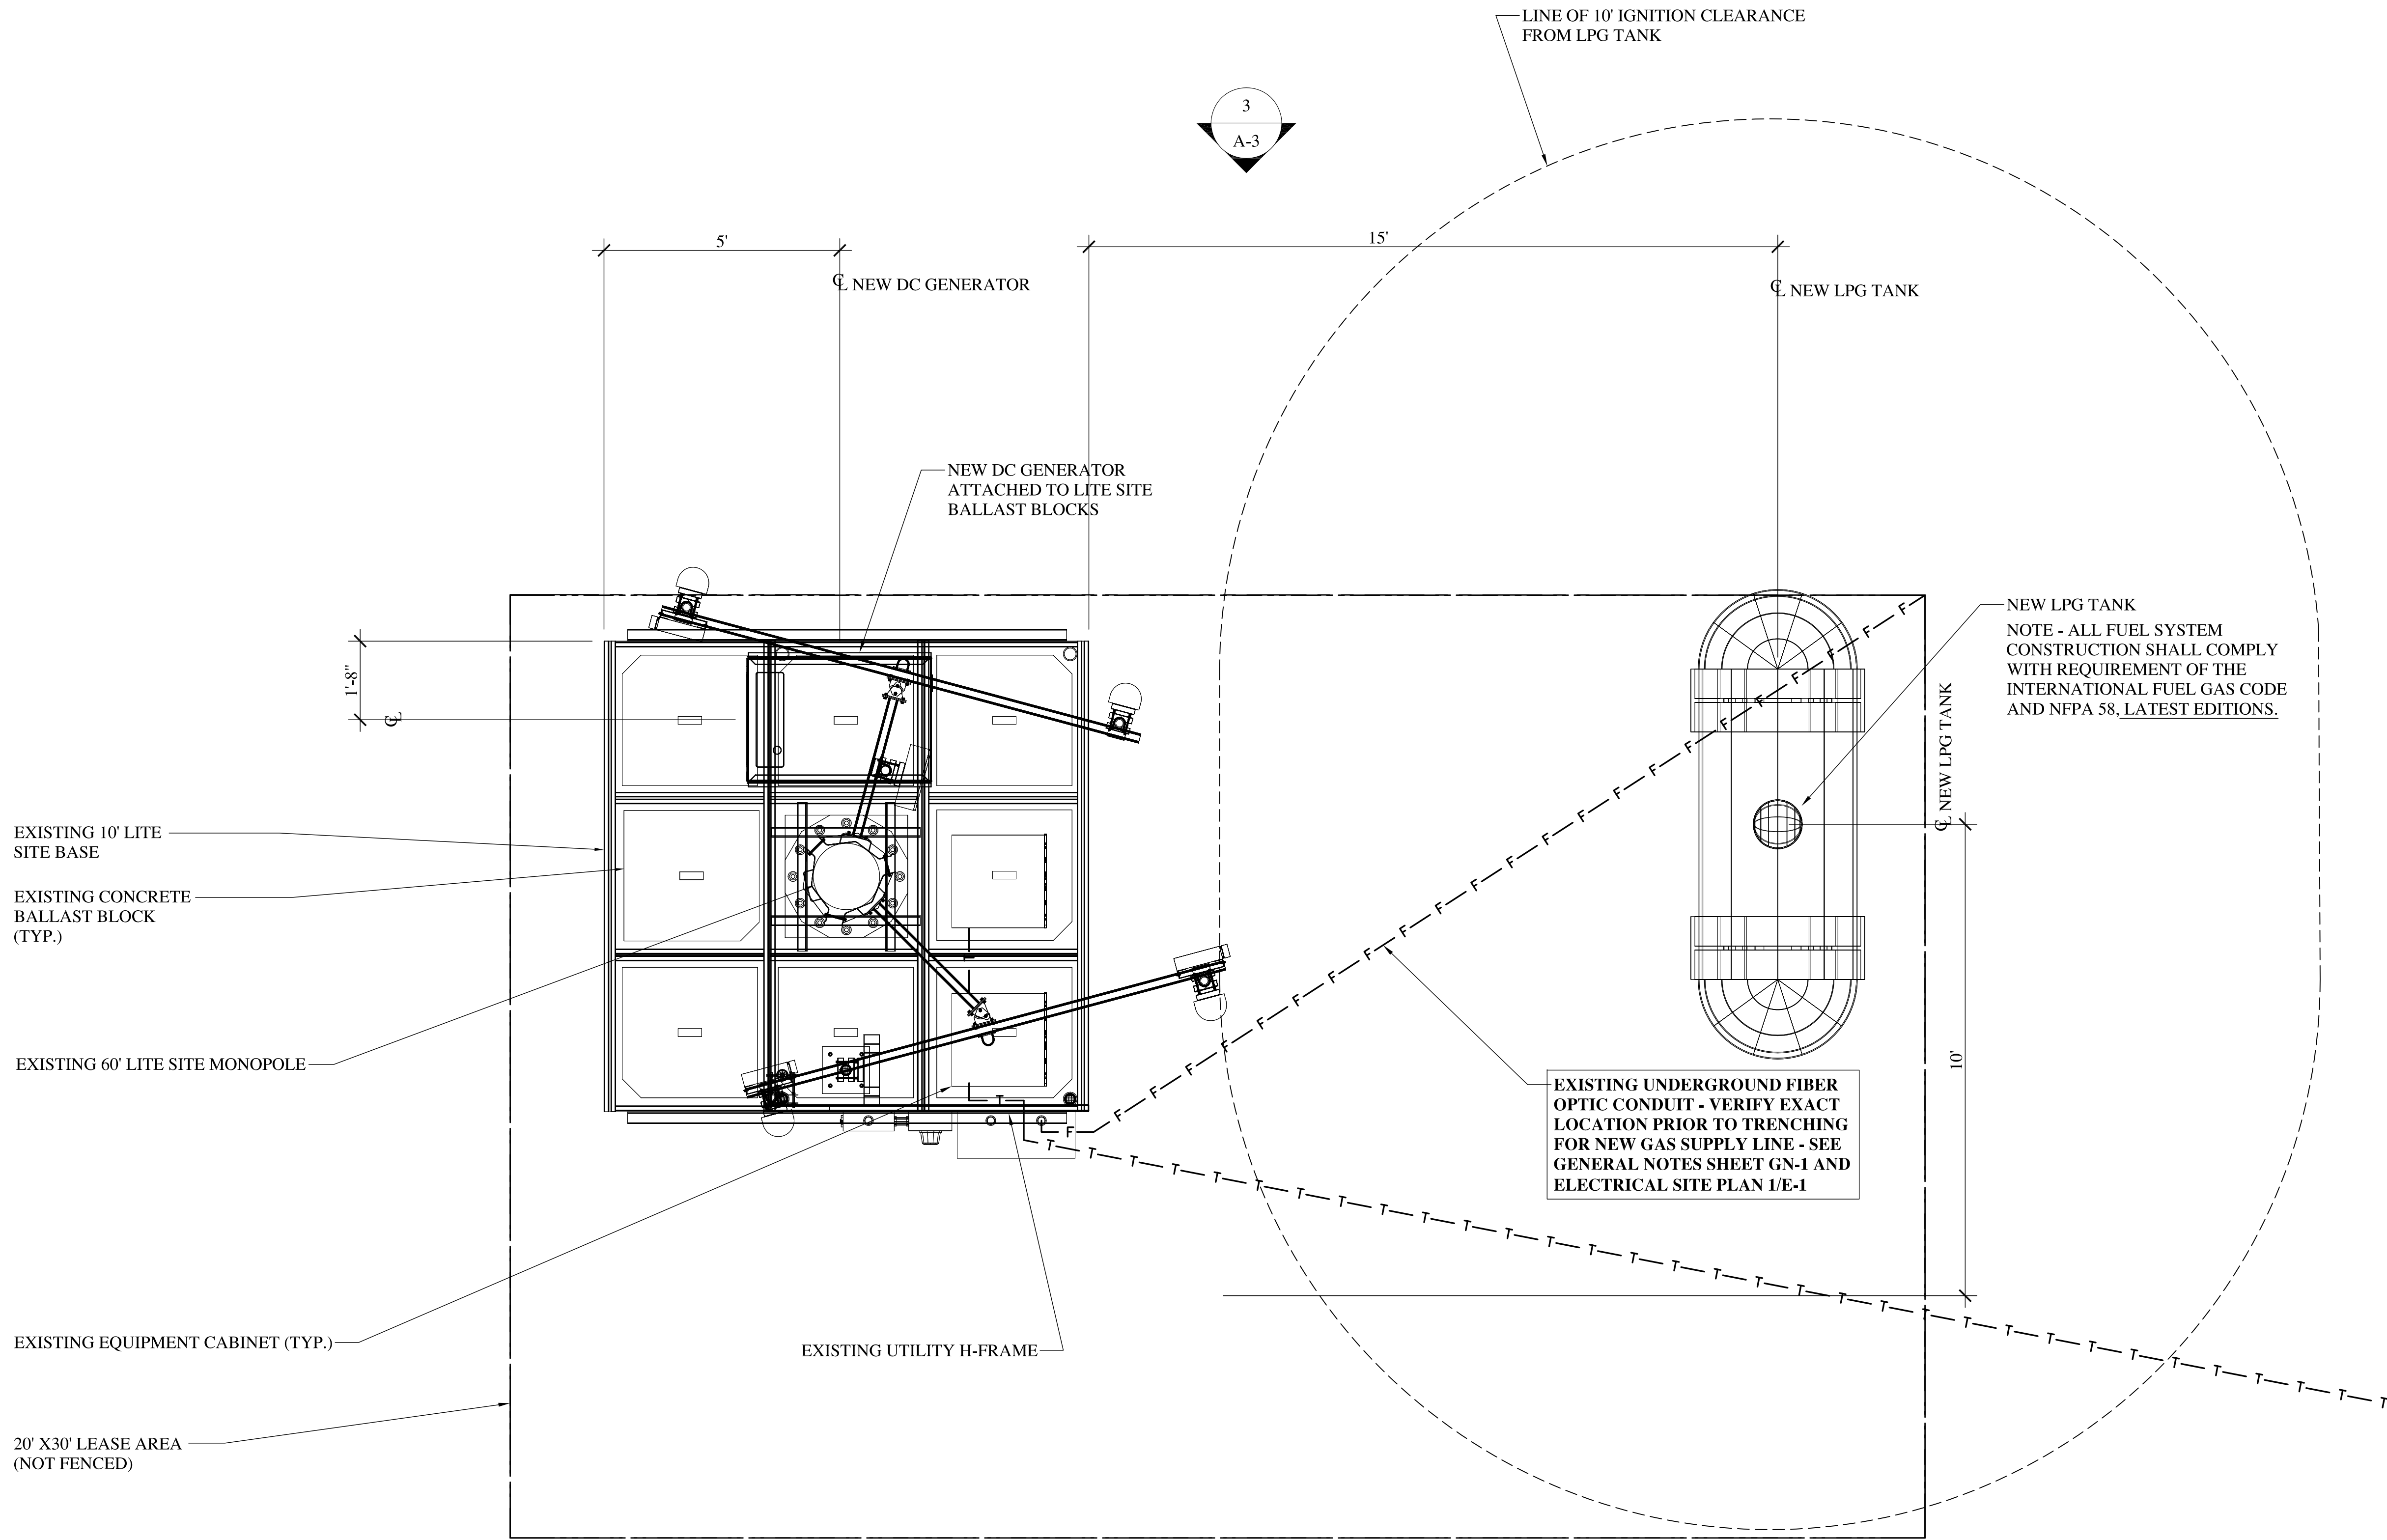 LINE OF 10' IGNITION CLEARANCE
FROM LPG TANK
3
A-3
5'
15'
℄ NEW DC GENERATOR
℄ NEW LPG TANK
NEW DC GENERATOR
ATTACHED TO LITE SITE
BALLAST BLOCKS
NEW LPG TANK
NOTE - ALL FUEL SYSTEM
CONSTRUCTION SHALL COMPLY
WITH REQUIREMENT OF THE
INTERNATIONAL FUEL GAS CODE
AND NFPA 58, LATEST EDITIONS.
1'-8"
℄
℄ NEW LPG TANK
EXISTING 10' LITE
SITE BASE
EXISTING CONCRETE
BALLAST BLOCK
(TYP.)
EXISTING 60' LITE SITE MONOPOLE
10'
EXISTING UNDERGROUND FIBER
OPTIC CONDUIT - VERIFY EXACT
LOCATION PRIOR TO TRENCHING
FOR NEW GAS SUPPLY LINE - SEE
GENERAL NOTES SHEET GN-1 AND
ELECTRICAL SITE PLAN 1/E-1
EXISTING EQUIPMENT CABINET (TYP.)
EXISTING UTILITY H-FRAME
20' X30' LEASE AREA
(NOT FENCED)
F F F F F F F F F F F F F F F F F F F F F F F F F
T T T T T T T T T T T T T T T T T T T T T T T T T T T T T T T T T T T